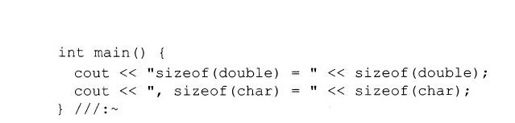 int main() {
  cout << "sizeof(double) = " << sizeof(double);
  cout << ", sizeof(char) = " << sizeof(char);
} ///:~